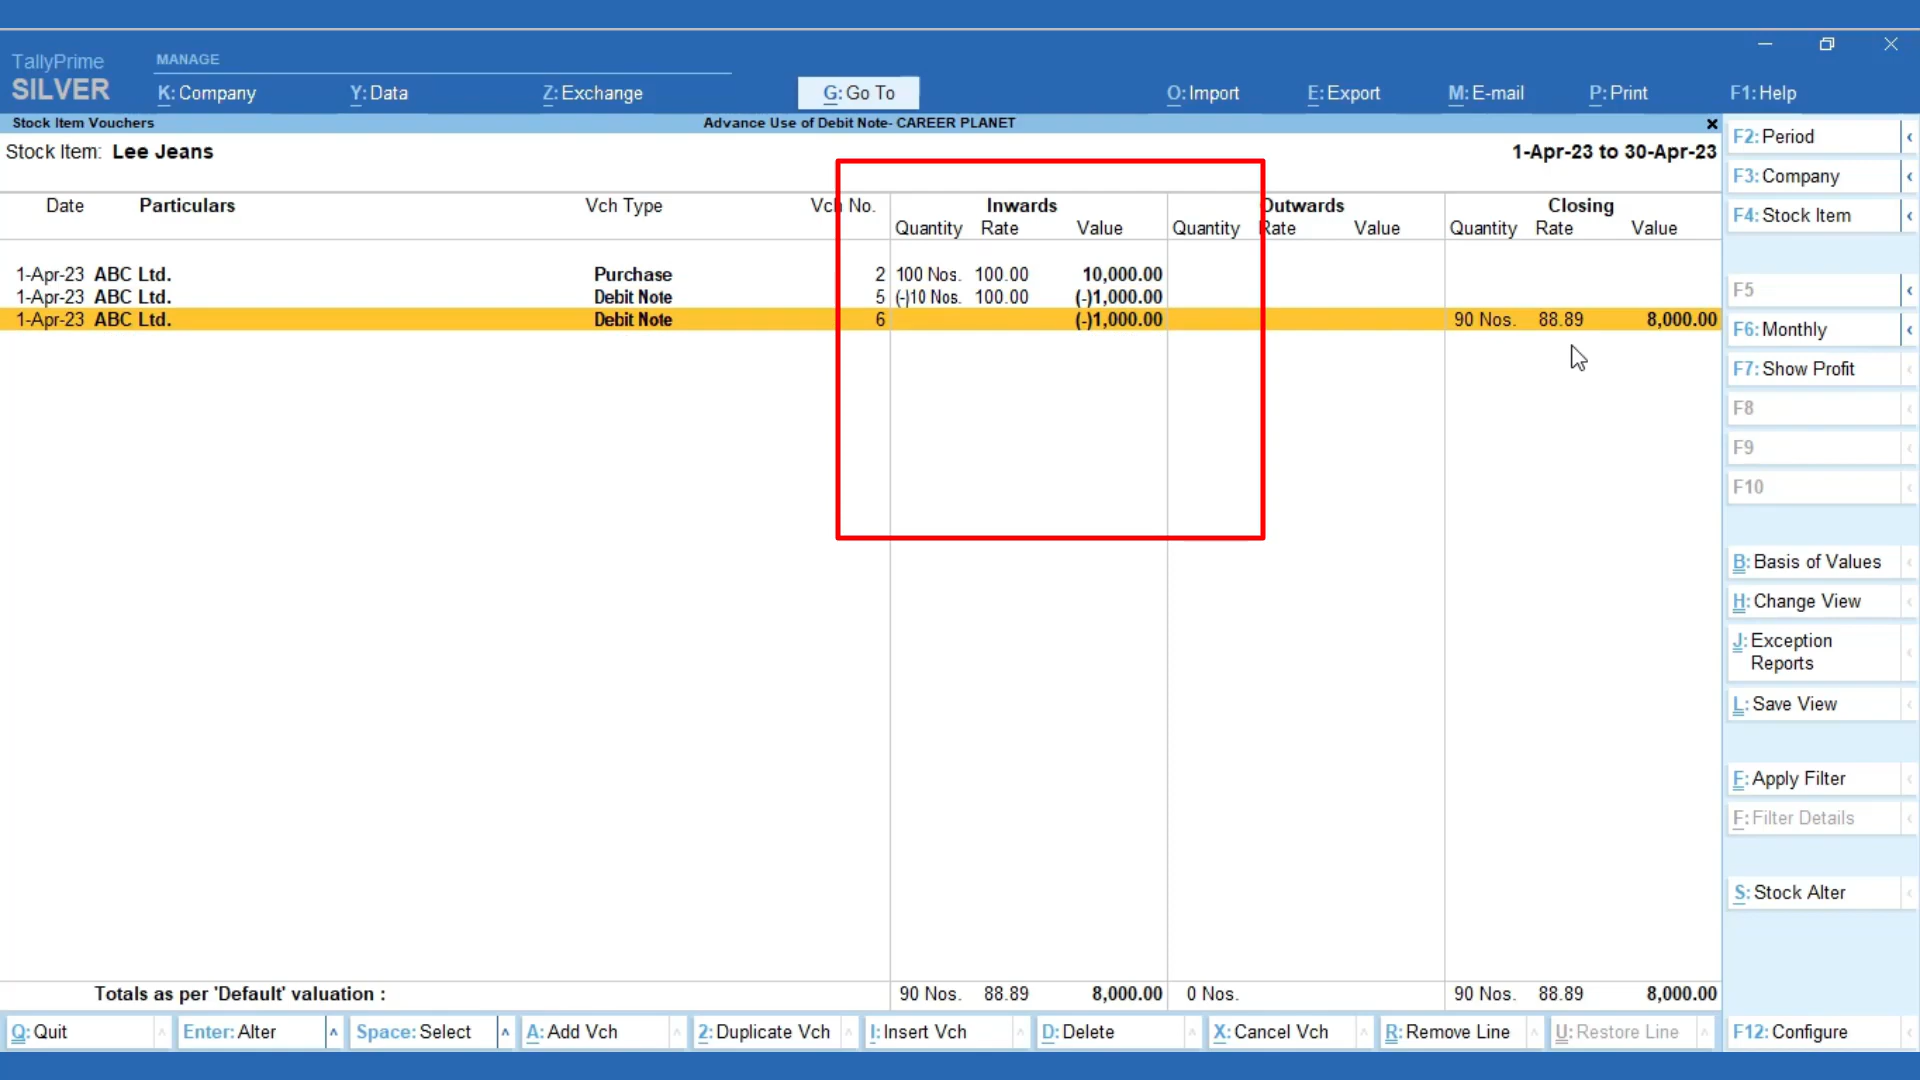 TallyPrime
SILVER
MANAGE
K: Company
Y: Data
Z: Exchange
G: Go To
O: Import
E: Export
M: E-mail
P: Print
F1: Help
Stock Item Vouchers
Advance Use of Debit Note- CAREER PLANET
Stock Item: Lee Jeans
1-Apr-23 to 30-Apr-23
Date Particulars Vch Type Vch No. Inwards Outwards Closing
Quantity Rate Value Quantity Rate Value Quantity Rate Value
1-Apr-23 ABC Ltd. Purchase 2 100 Nos. 100.00 10,000.00
1-Apr-23 ABC Ltd. Debit Note 5 (-)10 Nos. 100.00 (-)1,000.00
1-Apr-23 ABC Ltd. Debit Note 6 (-)1,000.00 90 Nos. 88.89 8,000.00
Totals as per 'Default' valuation : 90 Nos. 88.89 8,000.00 0 Nos. 90 Nos. 88.89 8,000.00
F2: Period
F3: Company
F4: Stock Item
F5
F6: Monthly
F7: Show Profit
F8
F9
F10
B: Basis of Values
H: Change View
J: Exception
Reports
L: Save View
F: Apply Filter
F: Filter Details
S: Stock Alter
Q: Quit
Enter: Alter
Space: Select
A: Add Vch
2: Duplicate Vch
I: Insert Vch
D: Delete
X: Cancel Vch
R: Remove Line
U: Restore Line
F12: Configure